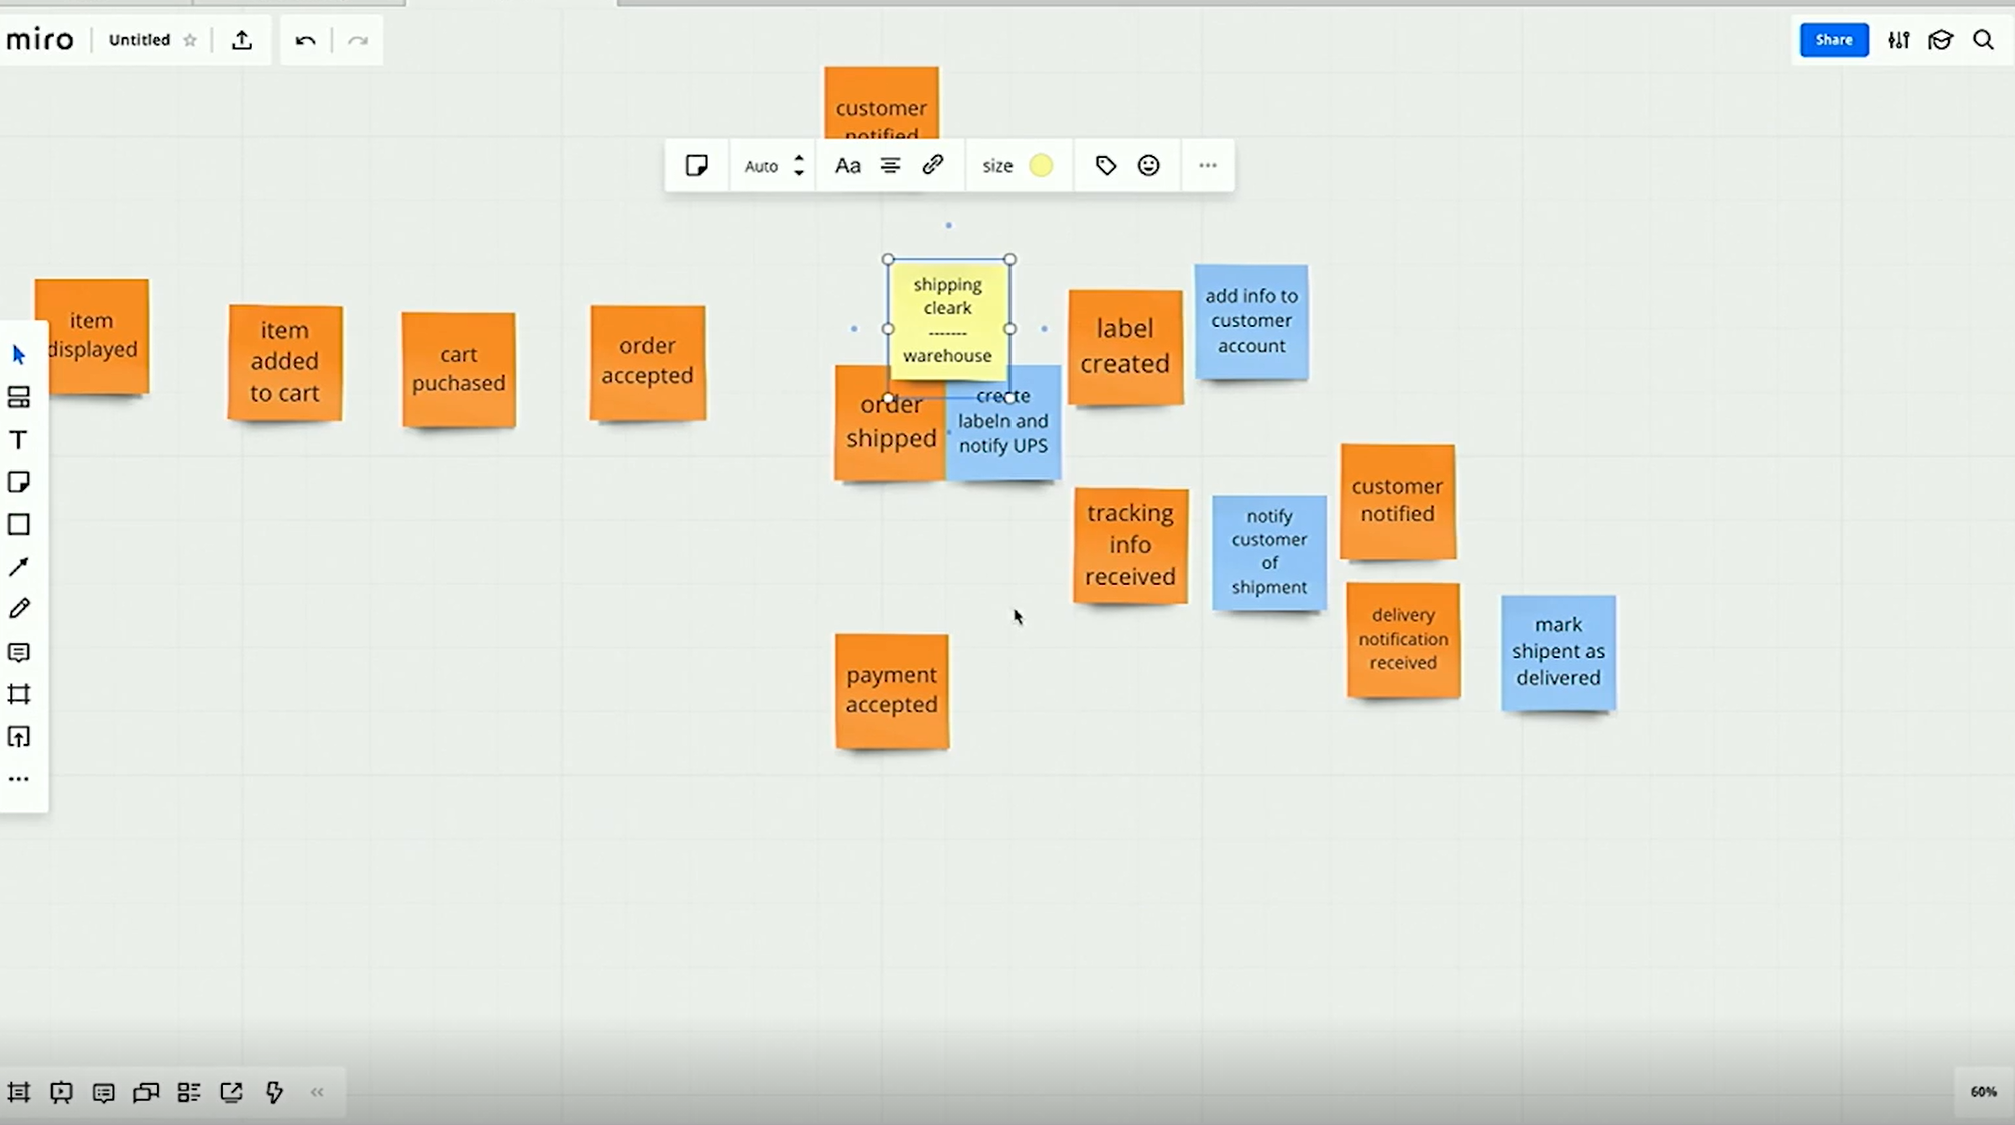 miro
Untitled
Share
customer
notified
Auto
Aa
size
item
displayed
item
added
to cart
cart
puchased
order
accepted
shipping
cleark
-------
warehouse
order
shipped
create
labeln and
notify UPS
label
created
add info to
customer
account
tracking
info
received
notify
customer
of
shipment
customer
notified
delivery
notification
received
mark
shipent as
delivered
payment
accepted
T
60%